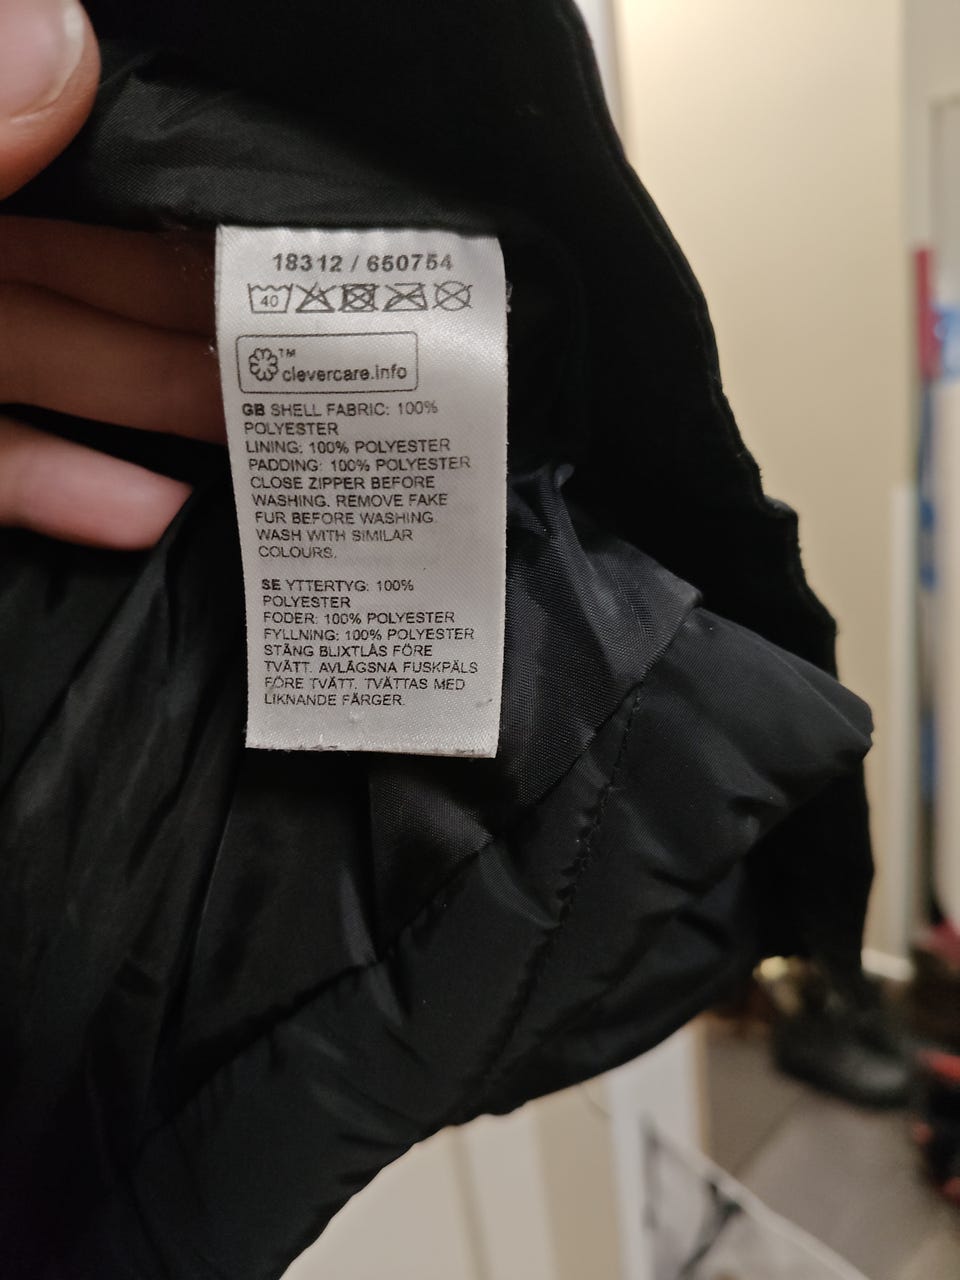 18312 / 650754
40
TM
clevercare.info
GB SHELL FABRIC: 100%
POLYESTER
LINING: 100% POLYESTER
PADDING: 100% POLYESTER
CLOSE ZIPPER BEFORE
WASHING. REMOVE FAKE
FUR BEFORE WASHING.
WASH WITH SIMILAR
COLOURS.
SE YTTERTYG: 100%
POLYESTER
FODER: 100% POLYESTER
FYLLNING: 100% POLYESTER
STÄNG BLIXTLÅS FÖRE
TVÄTT. AVLÄGSNA FUSKPÄLS
FÖRE TVÄTT. TVÄTTAS MED
LIKNANDE FÄRGER.